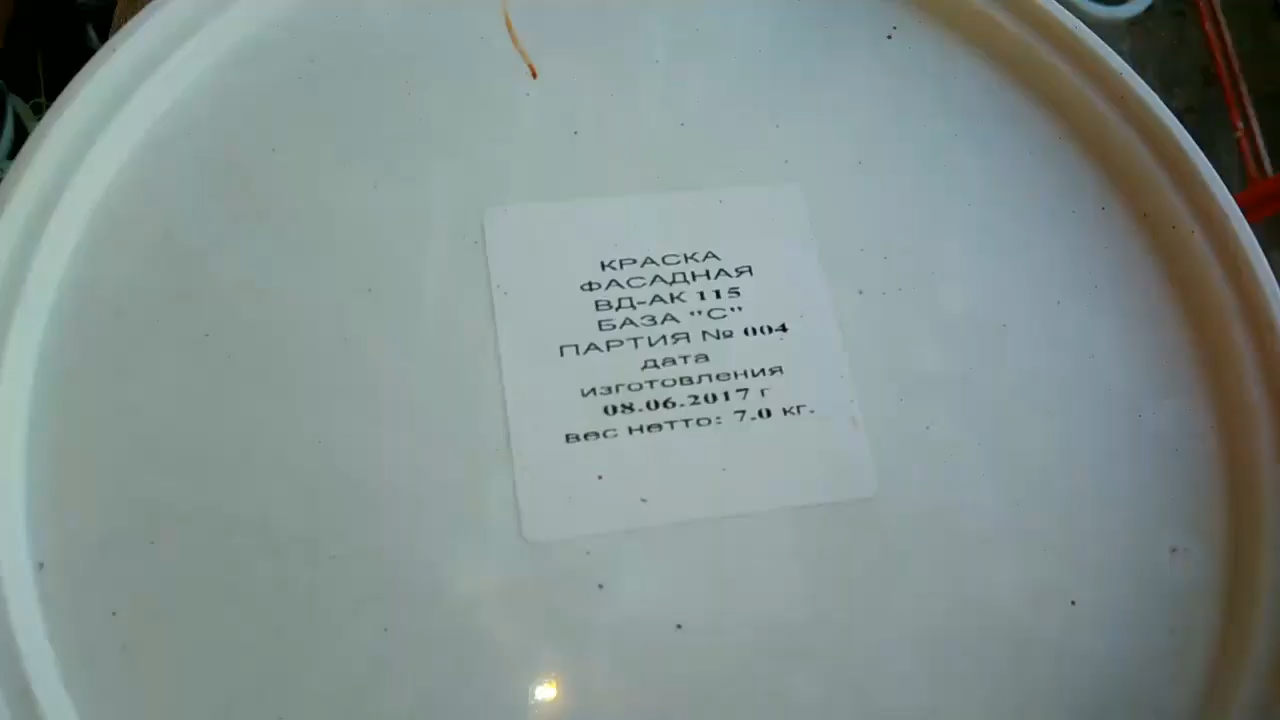 КРАСКА
ФАСАДНАЯ
ВД-АК 115
БАЗА "С"
ПАРТИЯ № 004
дата
изготовления
08.06.2017 г
вес нетто: 7.0 кг.